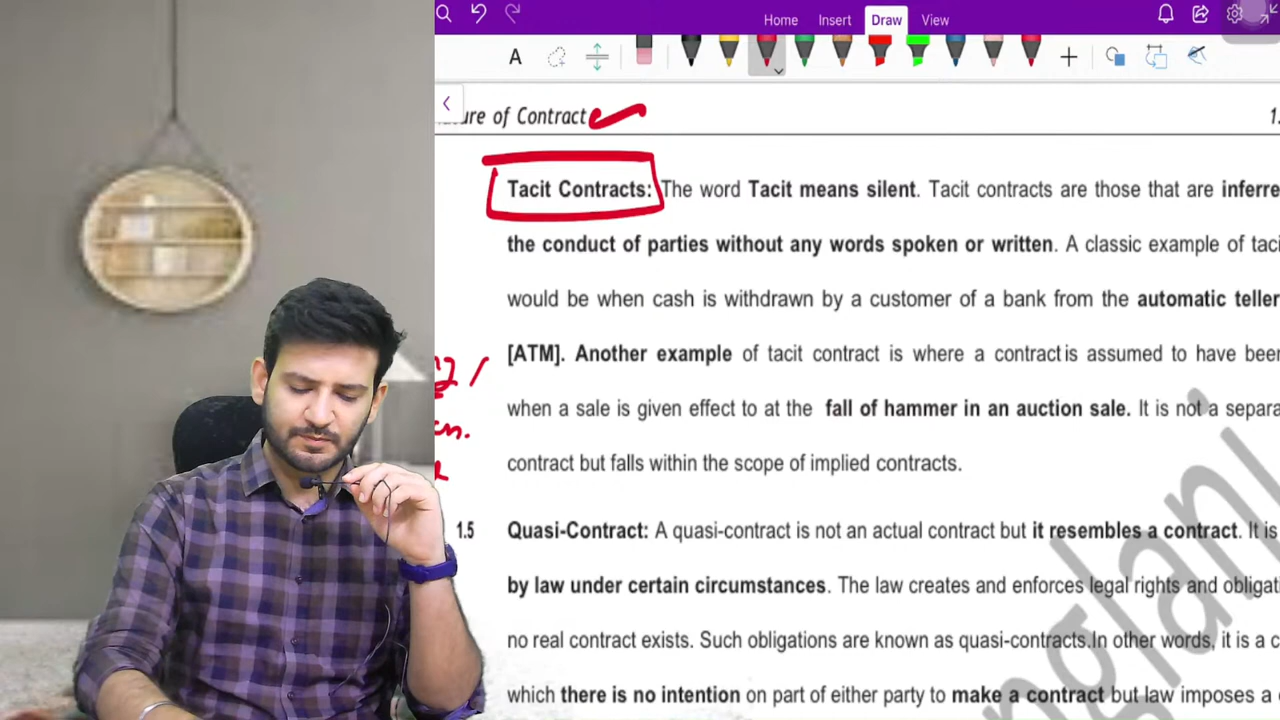 Home Insert Draw View
A
ure of Contract 1.
Tacit Contracts: The word Tacit means silent. Tacit contracts are those that are inferre
the conduct of parties without any words spoken or written. A classic example of taci
would be when cash is withdrawn by a customer of a bank from the automatic teller
[ATM]. Another example of tacit contract is where a contract is assumed to have been
when a sale is given effect to at the fall of hammer in an auction sale. It is not a separa
contract but falls within the scope of implied contracts.
1.5 Quasi-Contract: A quasi-contract is not an actual contract but it resembles a contract. It is
by law under certain circumstances. The law creates and enforces legal rights and obligati
no real contract exists. Such obligations are known as quasi-contracts.In other words, it is a c
which there is no intention on part of either party to make a contract but law imposes a
nglani